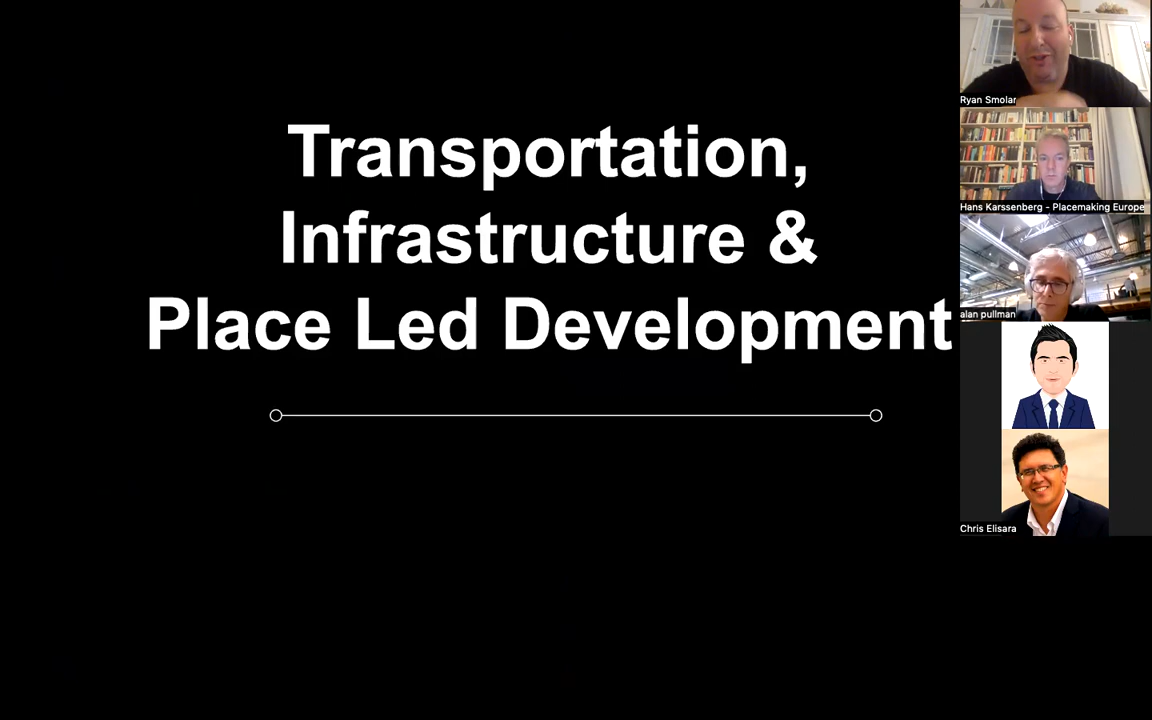 Transportation,
Infrastructure &
Place Led Development
Ryan Smolar
Hans Karssenberg - Placemaking Europe
alan pullman
Chris Elisara